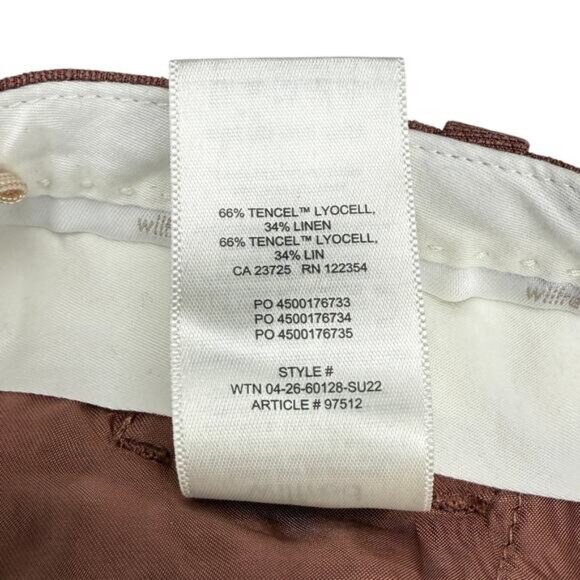 66% TENCEL™ LYOCELL,
34% LINEN
66% TENCEL™ LYOCELL,
34% LIN
CA 23725 RN 122354
PO 4500176733
PO 4500176734
PO 4500176735
STYLE #
WTN 04-26-60128-SU22
ARTICLE # 97512